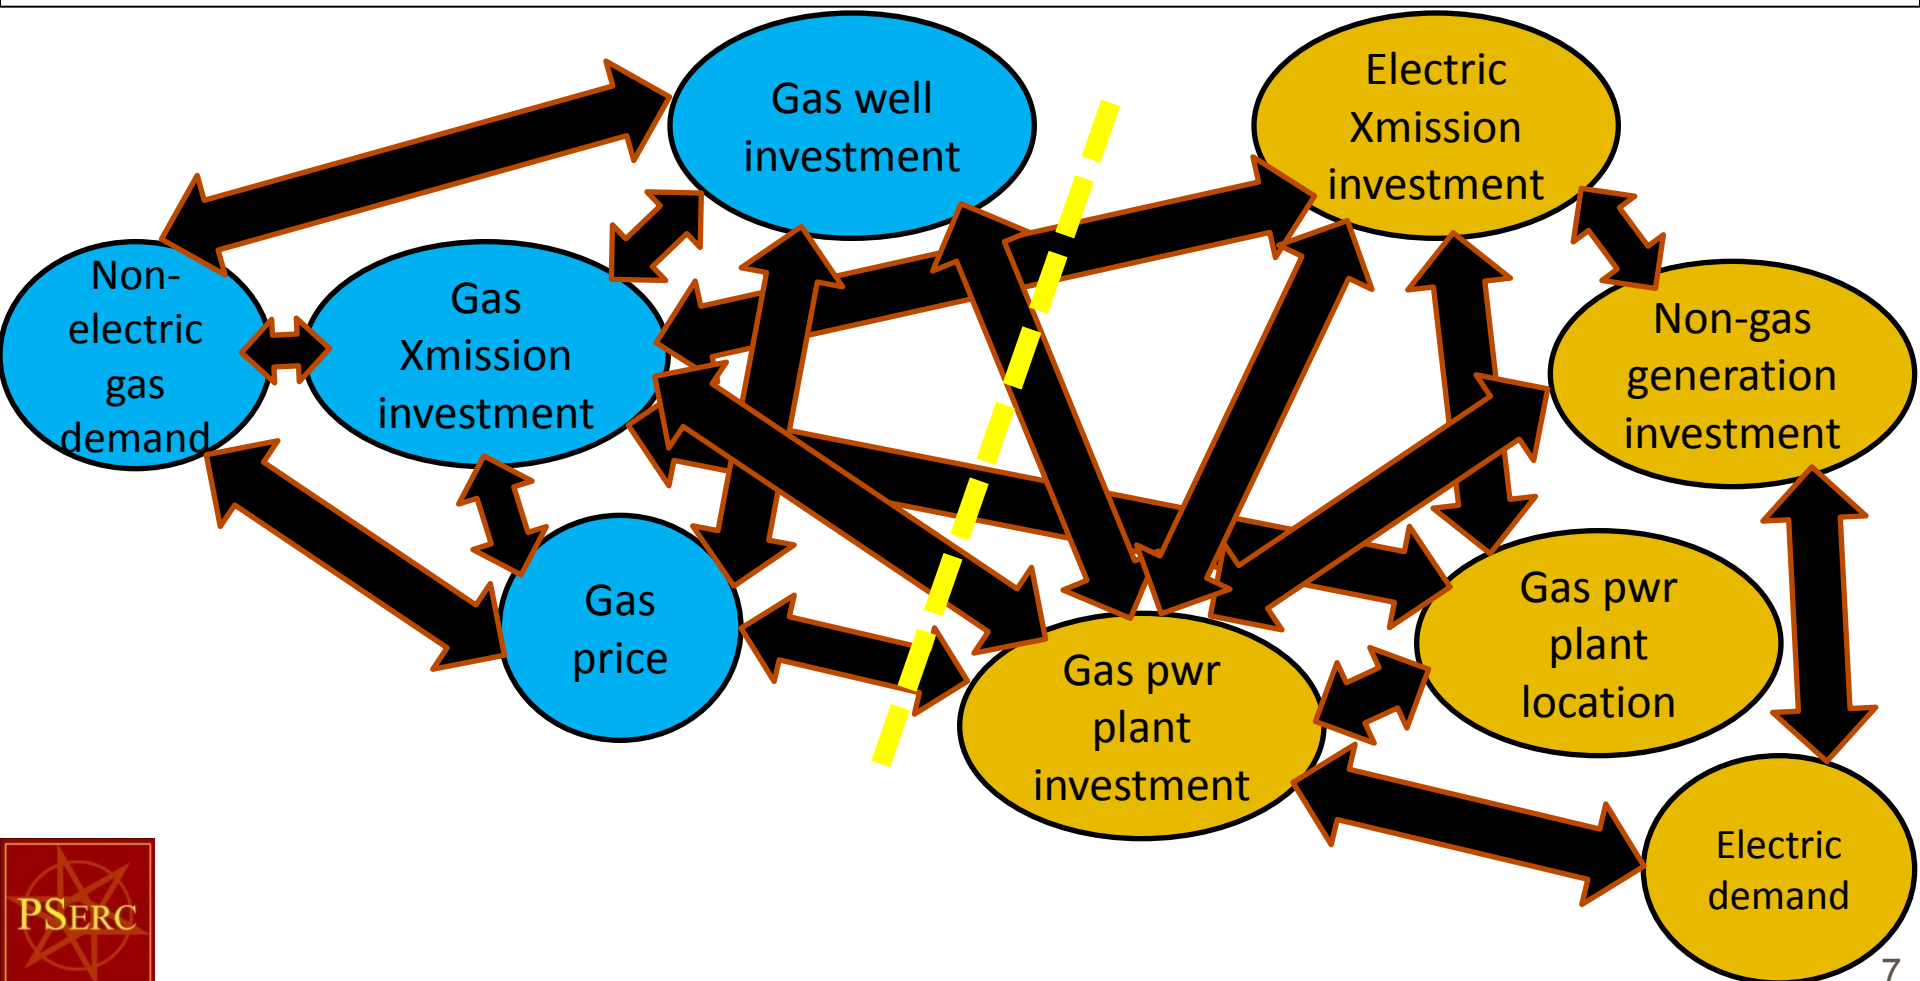 Gas well
investment
Electric
Xmission
investment
Non-
electric
gas
demand
Gas
Xmission
investment
Non-gas
generation
investment
Gas
price
Gas pwr
plant
investment
Gas pwr
plant
location
Electric
demand
PSERC
7